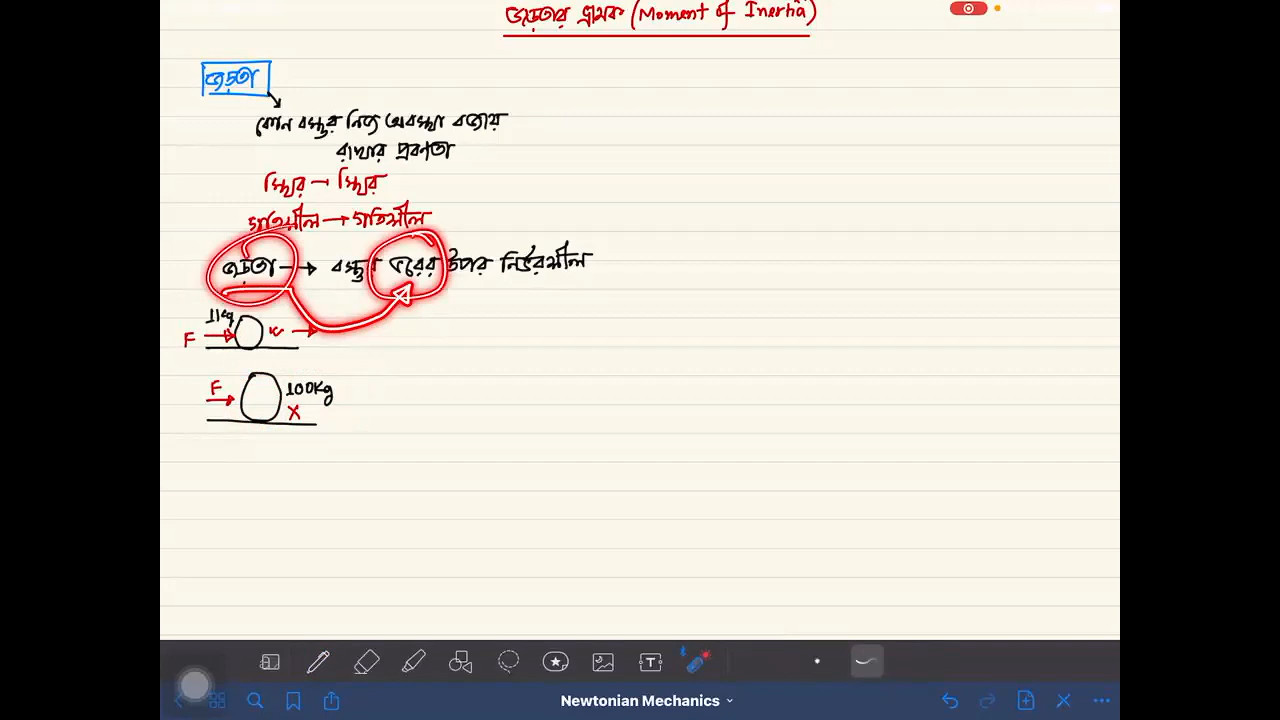 জড়তার ভ্রামক (Moment of Inertia)
জড়তা
কোন বস্তুর নিজ অবস্থা বজায়
রাখার প্রবণতা
স্থির → স্থির
গতিশীল → গতিশীল
জড়তা → বস্তুর ভরের উপর নির্ভরশীল
1kg
F
F
100kg
x
T
Newtonian Mechanics